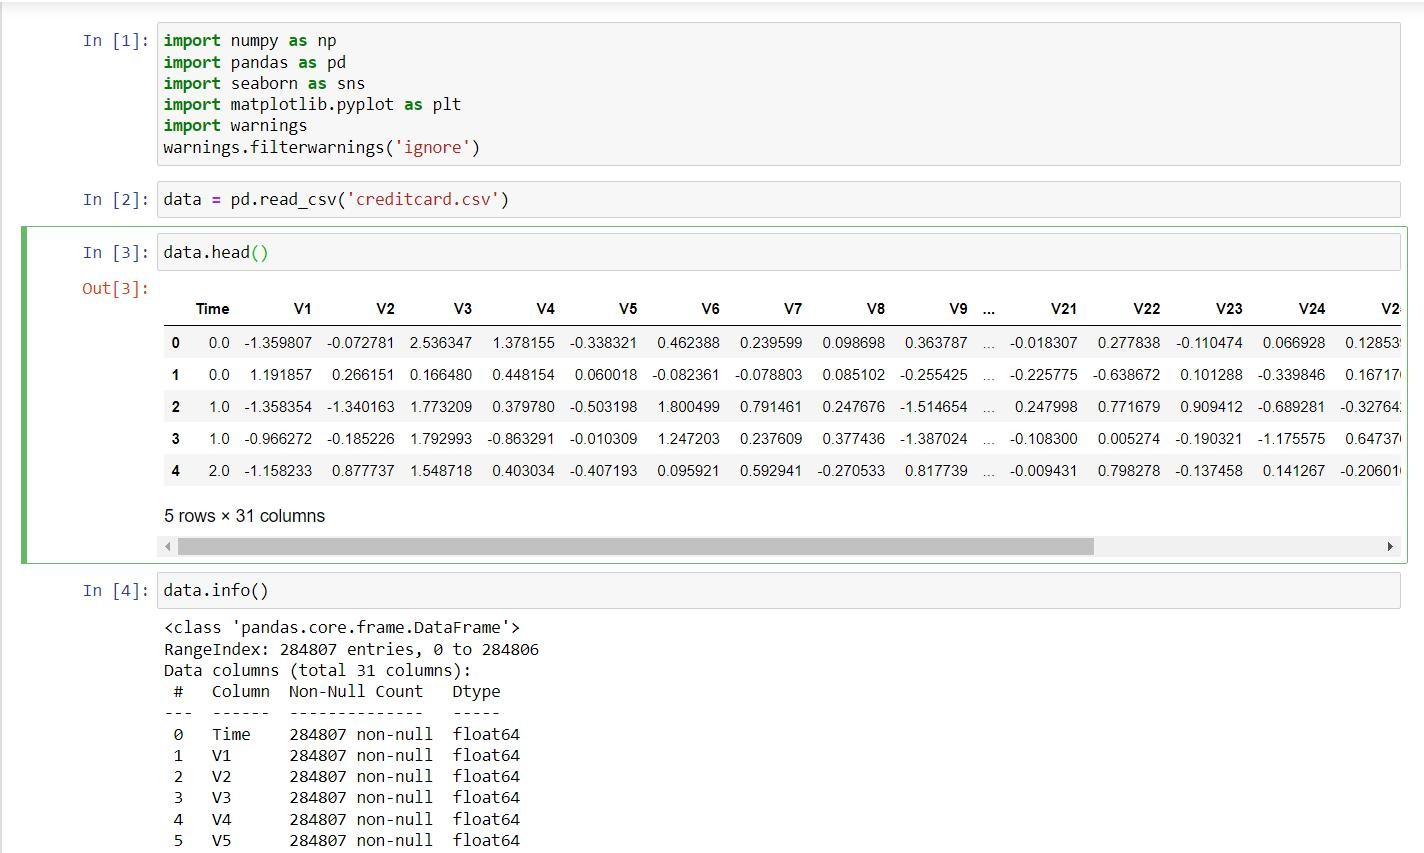 In [1]: import numpy as np
import pandas as pd
import seaborn as sns
import matplotlib.pyplot as plt
import warnings
warnings.filterwarnings('ignore')
In [2]: data = pd.read_csv('creditcard.csv')
In [3]: data.head()
Out[3]:
Time V1 V2 V3 V4 V5 V6 V7 V8 V9 ... V21 V22 V23 V24
0 0.0 -1.359807 -0.072781 2.536347 1.378155 -0.338321 0.462388 0.239599 0.098698 0.363787 ... -0.018307 0.277838 -0.110474 0.066928 0.12853
1 0.0 1.191857 0.266151 0.166480 0.448154 0.060018 -0.082361 -0.078803 0.085102 -0.255425 ... -0.225775 -0.638672 0.101288 -0.339846 0.16717
2 1.0 -1.358354 -1.340163 1.773209 0.379780 -0.503198 1.800499 0.791461 0.247676 -1.514654 ... 0.247998 0.771679 0.909412 -0.689281 -0.32764
3 1.0 -0.966272 -0.185226 1.792993 -0.863291 -0.010309 1.247203 0.237609 0.377436 -1.387024 ... -0.108300 0.005274 -0.190321 -1.175575 0.64737
4 2.0 -1.158233 0.877737 1.548718 0.403034 -0.407193 0.095921 0.592941 -0.270533 0.817739 ... -0.009431 0.798278 -0.137458 0.141267 -0.20601
5 rows × 31 columns
In [4]: data.info()
<class 'pandas.core.frame.DataFrame'>
RangeIndex: 284807 entries, 0 to 284806
Data columns (total 31 columns):
# Column Non-Null Count Dtype
--- ------ -------------- -----
0 Time 284807 non-null float64
1 V1 284807 non-null float64
2 V2 284807 non-null float64
3 V3 284807 non-null float64
4 V4 284807 non-null float64
5 V5 284807 non-null float64